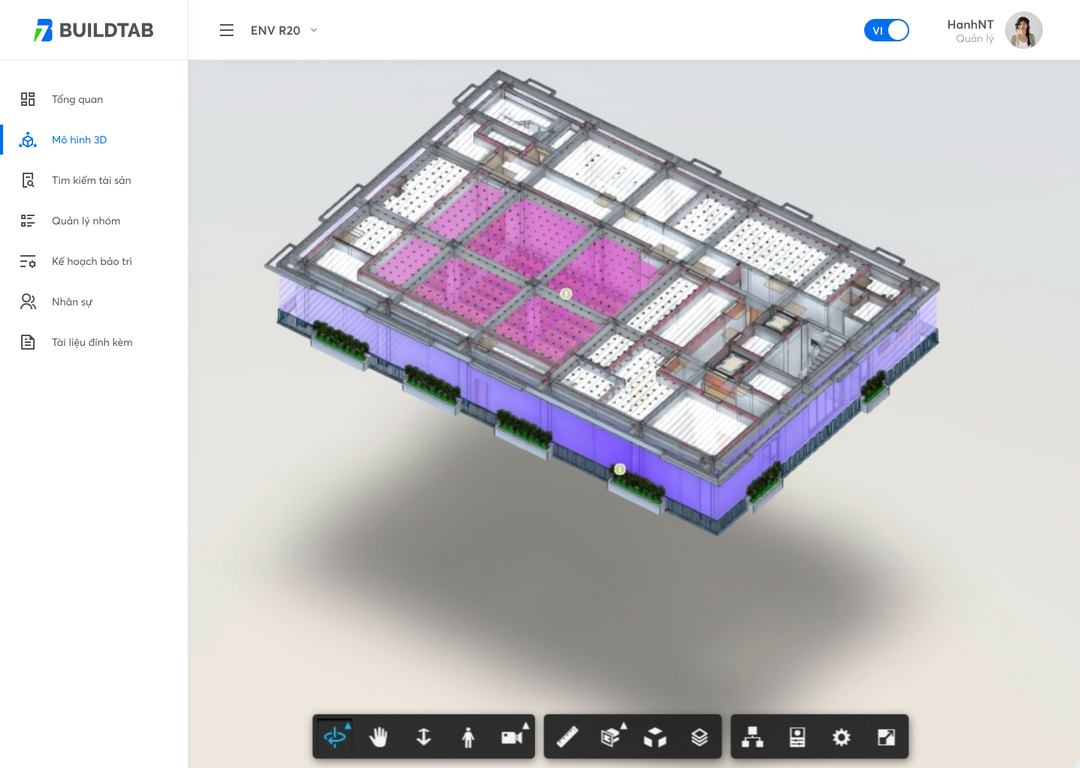 BUILDTAB
ENV R20
VI
HanhNT
Quản lý
Tổng quan
Mô hình 3D
Tìm kiếm tài sản
Quản lý nhóm
Kế hoạch bảo trì
Nhân sự
Tài liệu đính kèm